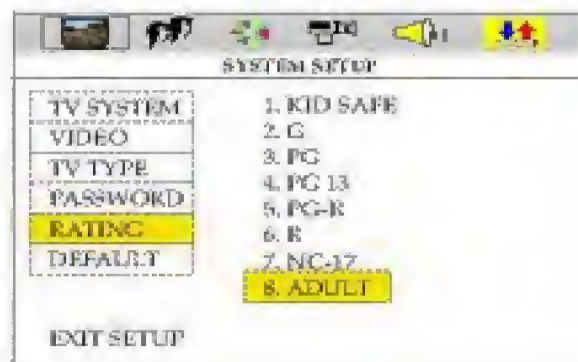 SYSTEM SETUP
TV SYSTEM
VIDEO
TV TYPE
PASSWORD
RATING
DEFAULT
EXIT SETUP
1. KID SAFE
2. G
3. PG
4. PG 13
5. PG-R
6. R
7. NC-17
8. ADULT